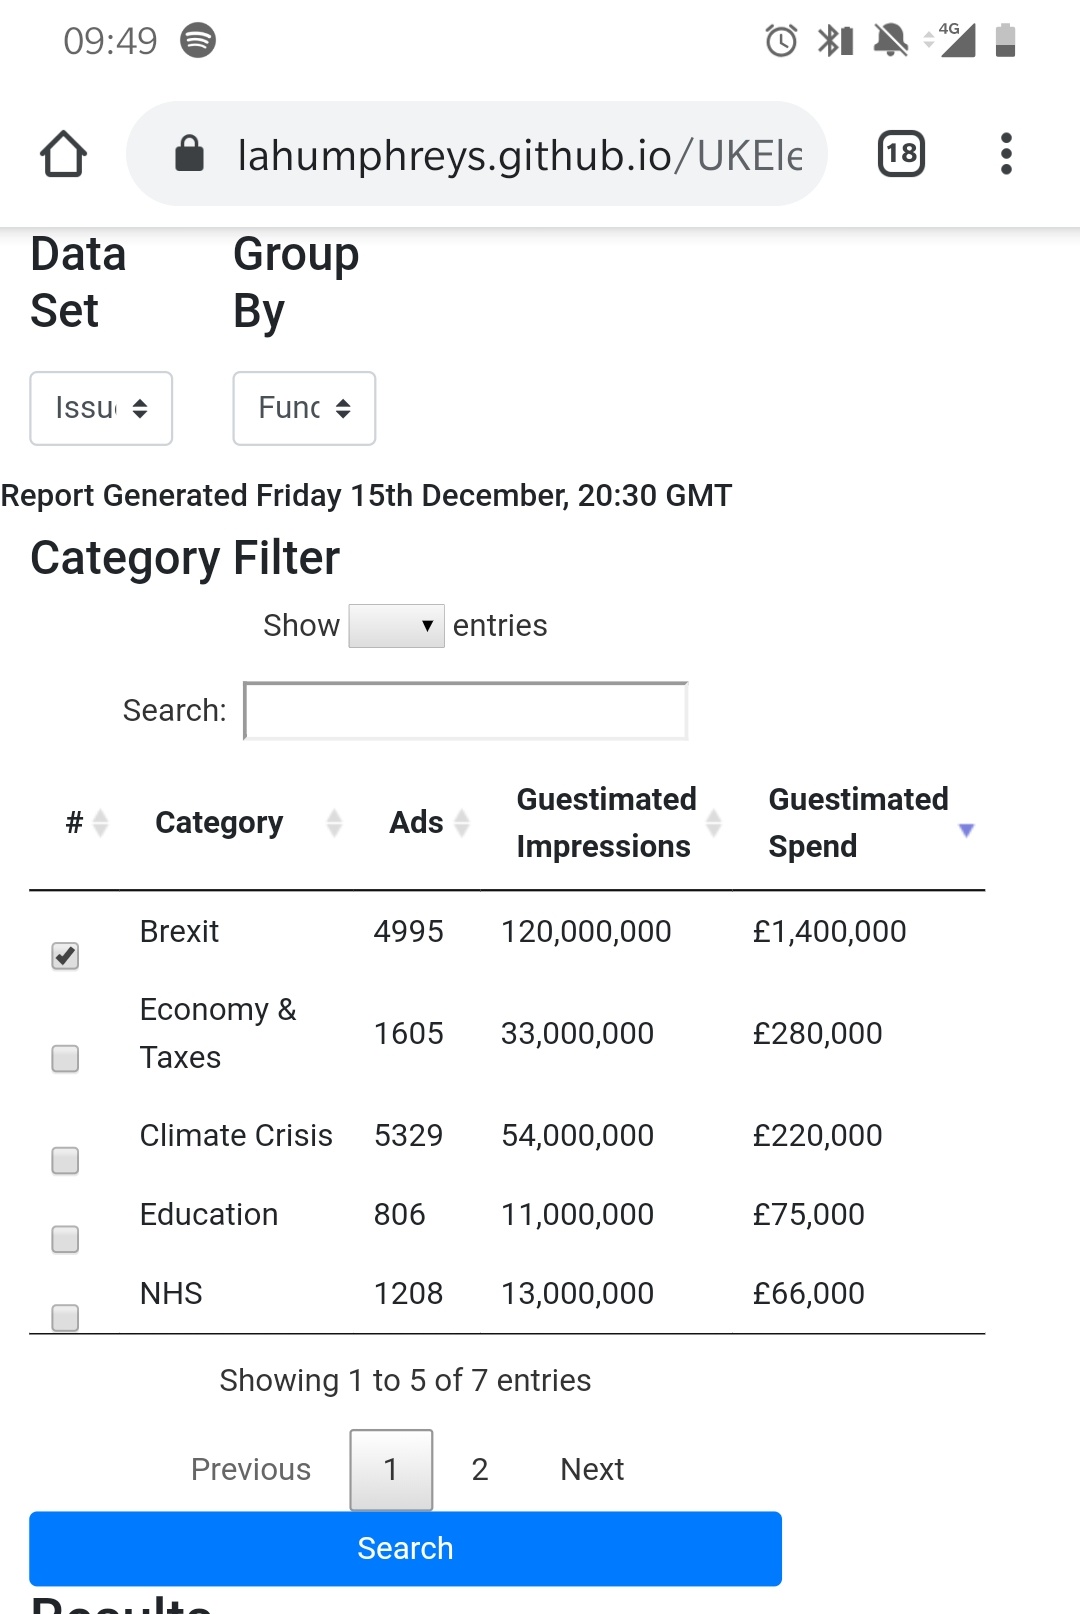 09:49
4G
lahumphreys.github.io/UKEle
18
Data Set
Group By
Issu
Func
Report Generated Friday 15th December, 20:30 GMT
Category Filter
Show entries
Search:
# Category Ads Guestimated Impressions Guestimated Spend
Brexit 4995 120,000,000 £1,400,000
Economy & Taxes 1605 33,000,000 £280,000
Climate Crisis 5329 54,000,000 £220,000
Education 806 11,000,000 £75,000
NHS 1208 13,000,000 £66,000
Showing 1 to 5 of 7 entries
Previous 1 2 Next
Search
Results